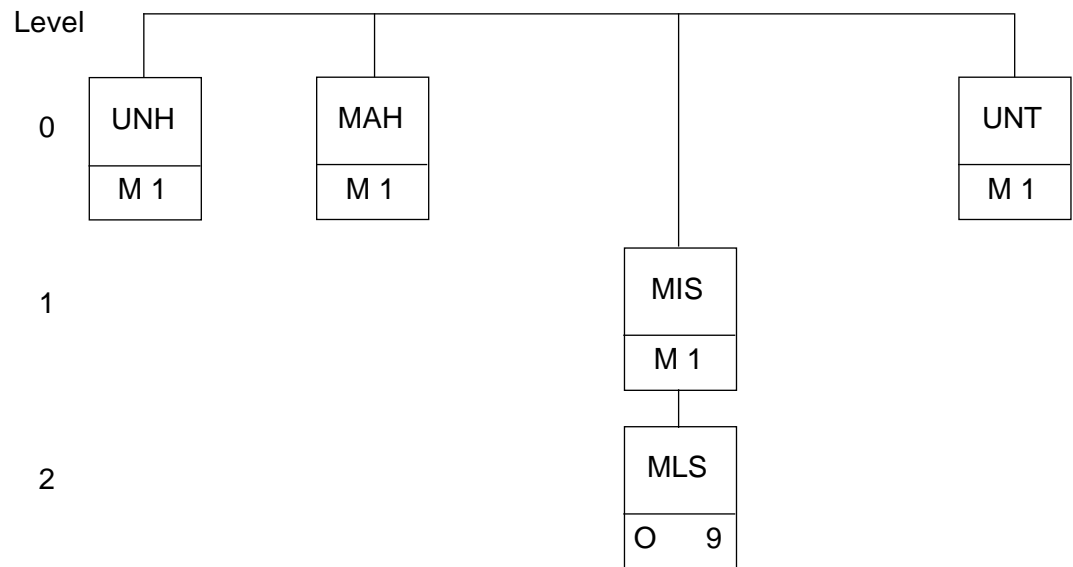 Level
0 UNH MAH UNT
M 1 M 1 M 1
1 MIS
M 1
2 MLS
O 9